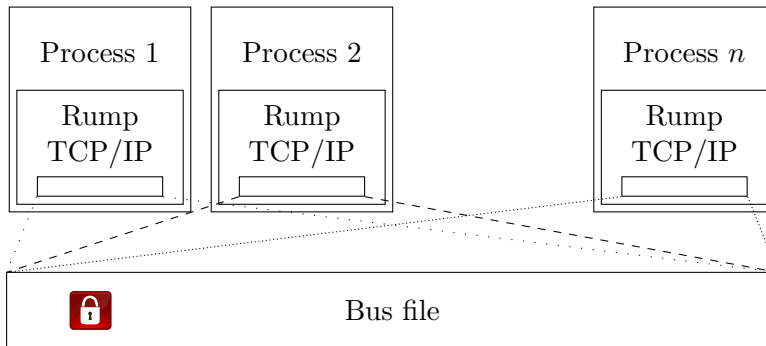 Process 1
Process 2
Process n
Rump
TCP/IP
Rump
TCP/IP
Rump
TCP/IP
Bus file